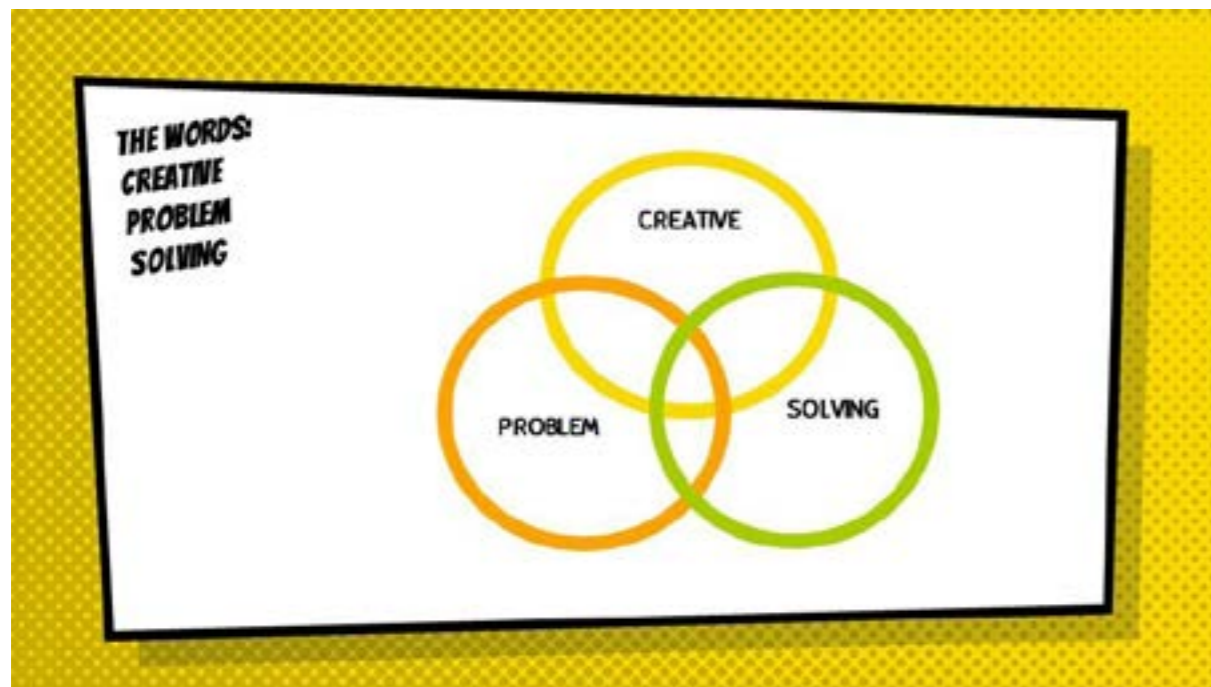 THE WORDS:
CREATIVE
PROBLEM
SOLVING
CREATIVE
PROBLEM
SOLVING